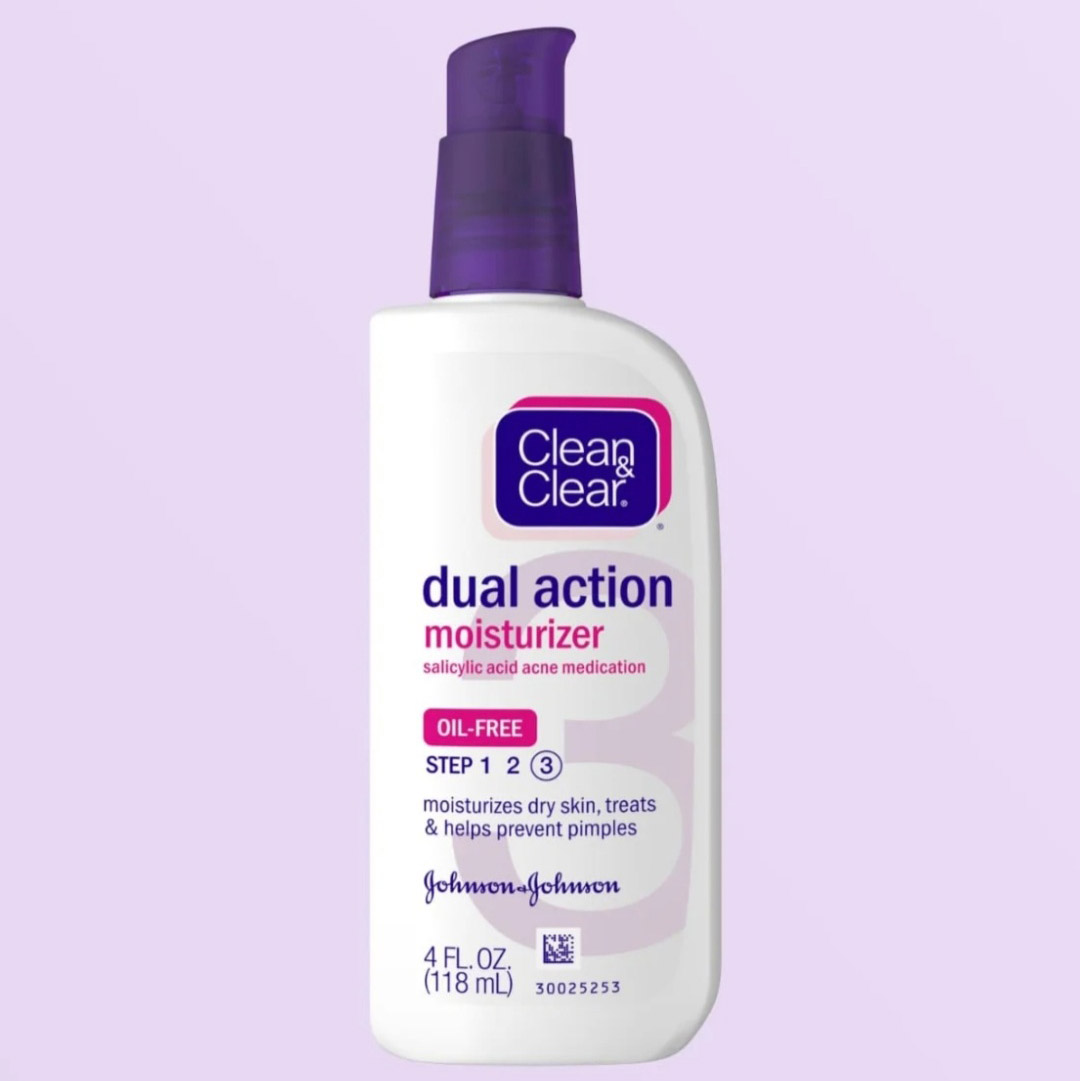 Clean
&
Clear®
®
dual action
moisturizer
salicylic acid acne medication
OIL-FREE
STEP 1 2 3
moisturizes dry skin, treats
& helps prevent pimples
Johnson & Johnson
4 FL. OZ.
(118 mL)
30025253